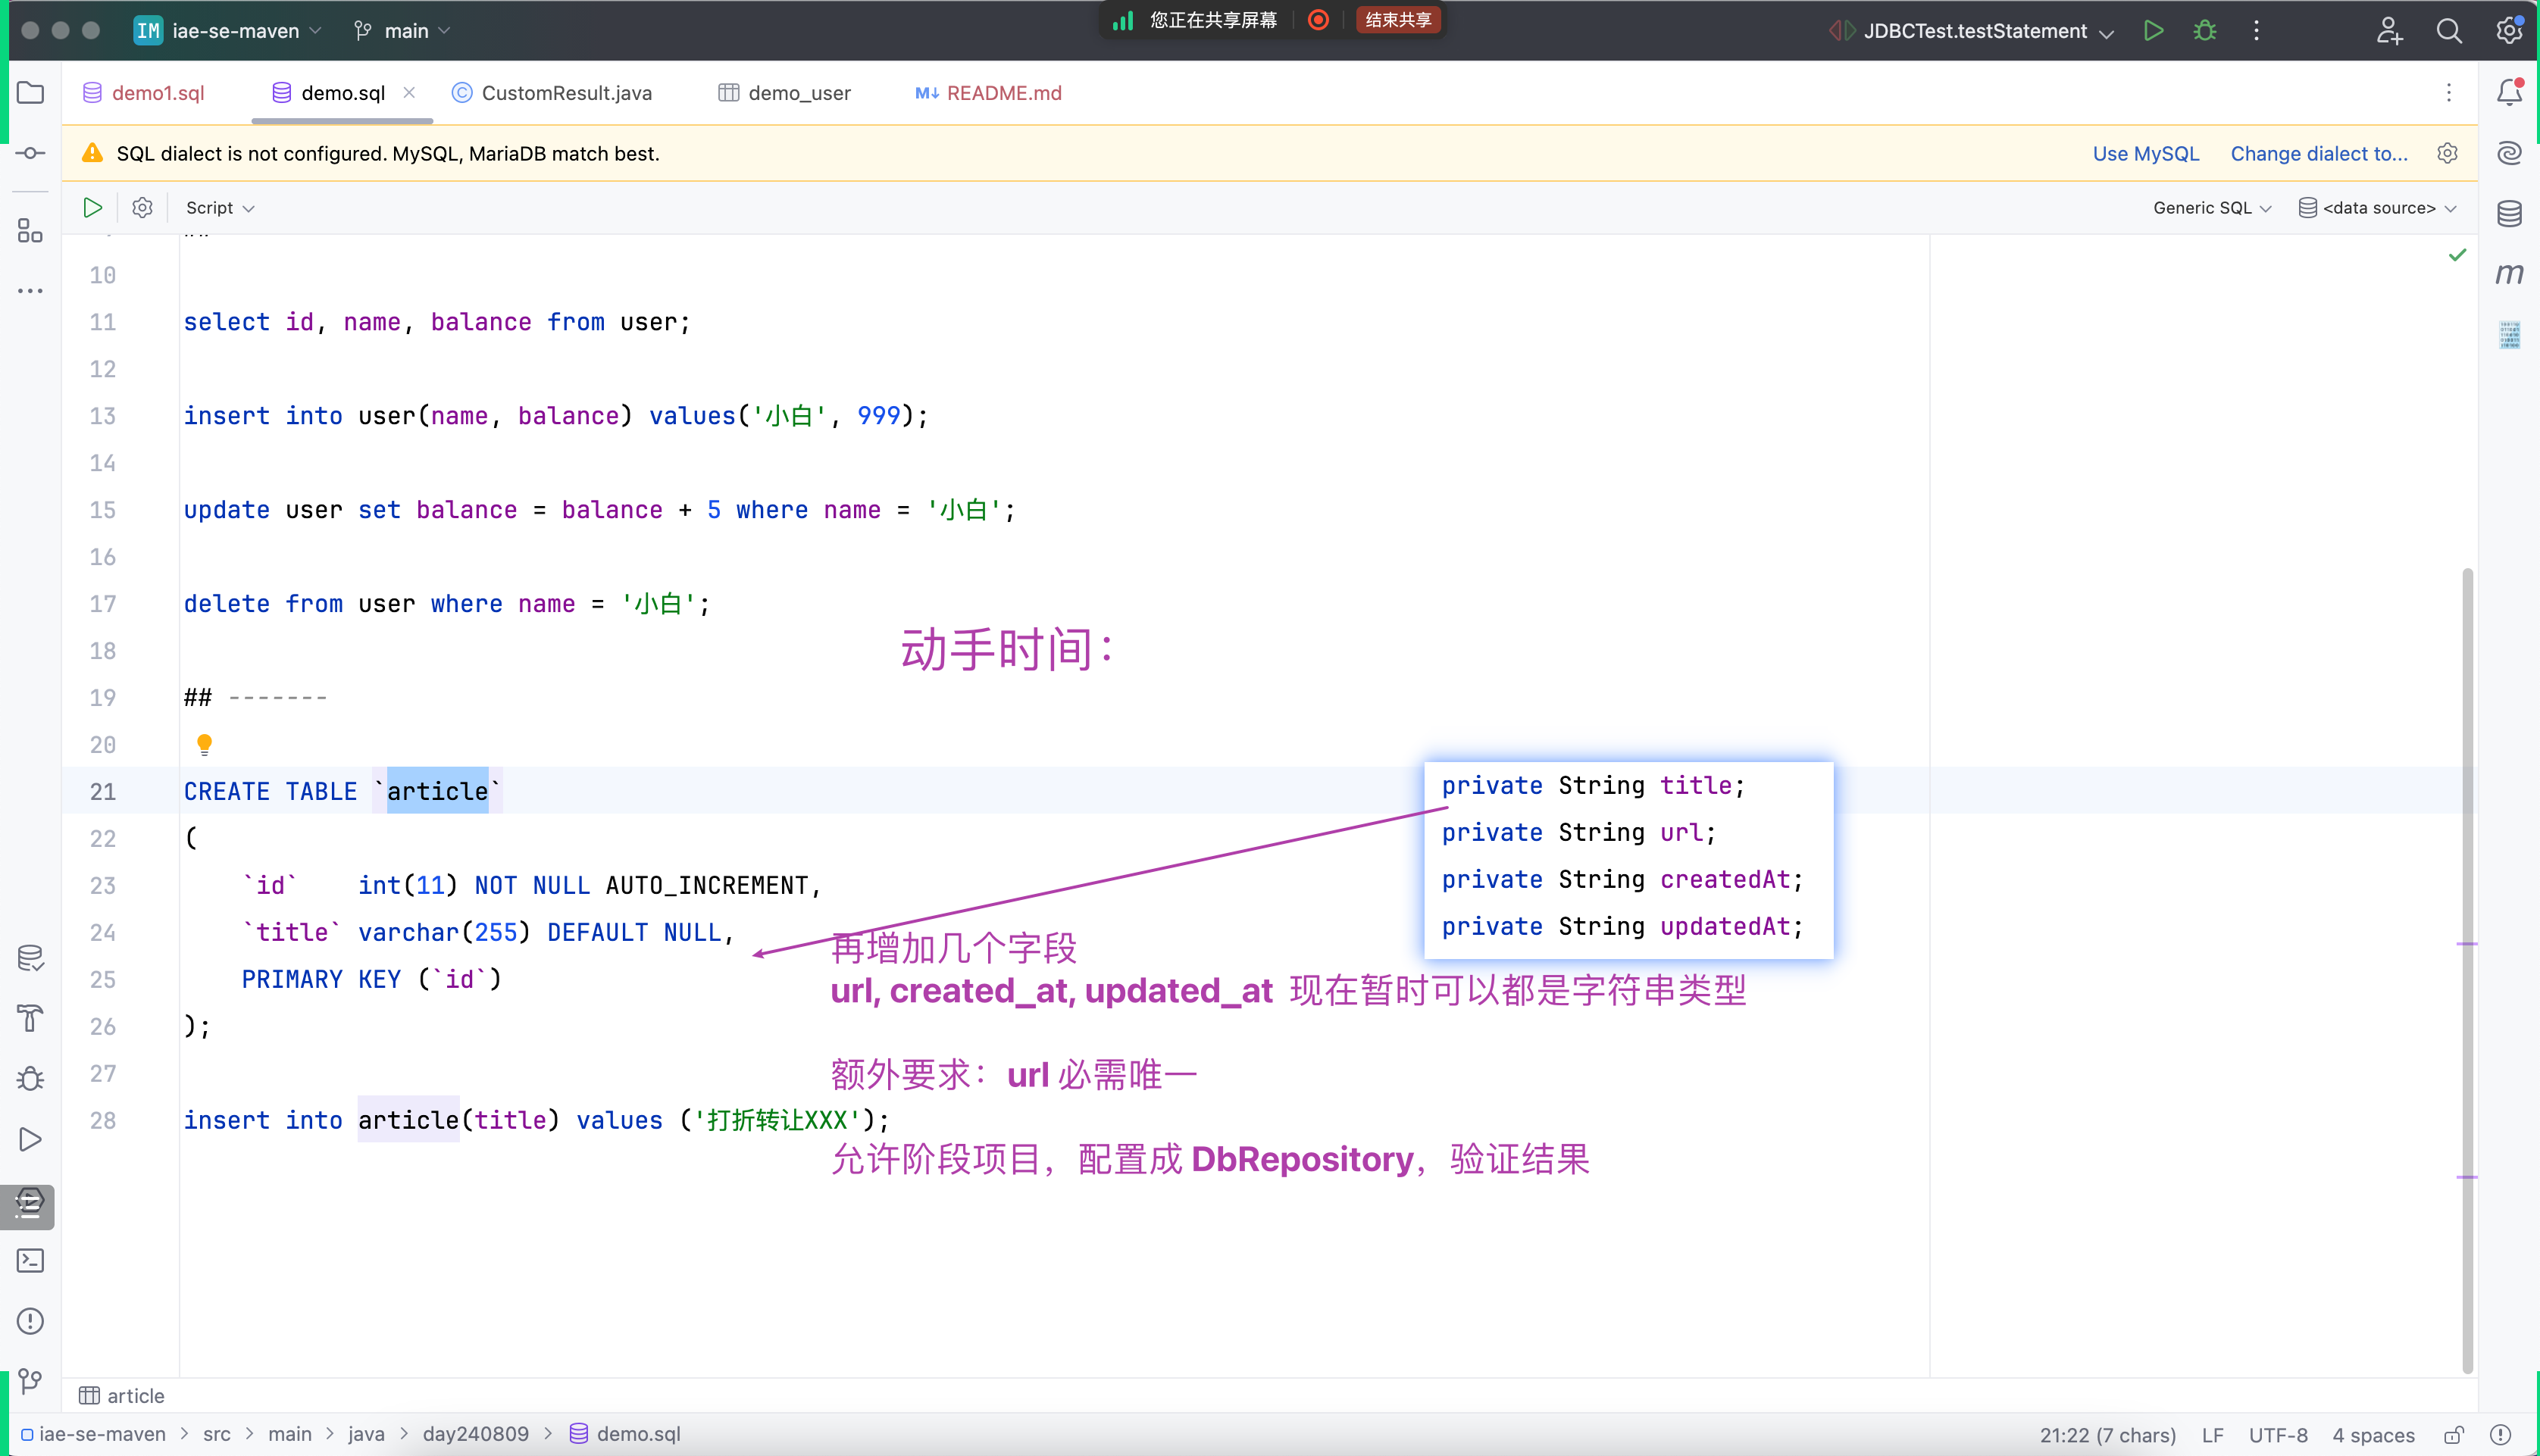 IM iae-se-maven main 您正在共享屏幕 结束共享 JDBCTest.testStatement
demo1.sql demo.sql CustomResult.java demo_user M↓ README.md
SQL dialect is not configured. MySQL, MariaDB match best. Use MySQL Change dialect to...
Script Generic SQL <data source>
10
11 select id, name, balance from user;
12
13 insert into user(name, balance) values('小白', 999);
14
15 update user set balance = balance + 5 where name = '小白';
16
17 delete from user where name = '小白';
动手时间：
18
19 ## -------
20
21 CREATE TABLE `article`
22 (
23 `id` int(11) NOT NULL AUTO_INCREMENT,
24 `title` varchar(255) DEFAULT NULL,
25 PRIMARY KEY (`id`)
26 );
27
28 insert into article(title) values ('打折转让XXX');
private String title;
private String url;
private String createdAt;
private String updatedAt;
再增加几个字段
url, created_at, updated_at 现在暂时可以都是字符串类型
额外要求：url 必需唯一
允许阶段项目，配置成 DbRepository，验证结果
m
article
iae-se-maven > src > main > java > day240809 > demo.sql 21:22 (7 chars) LF UTF-8 4 spaces